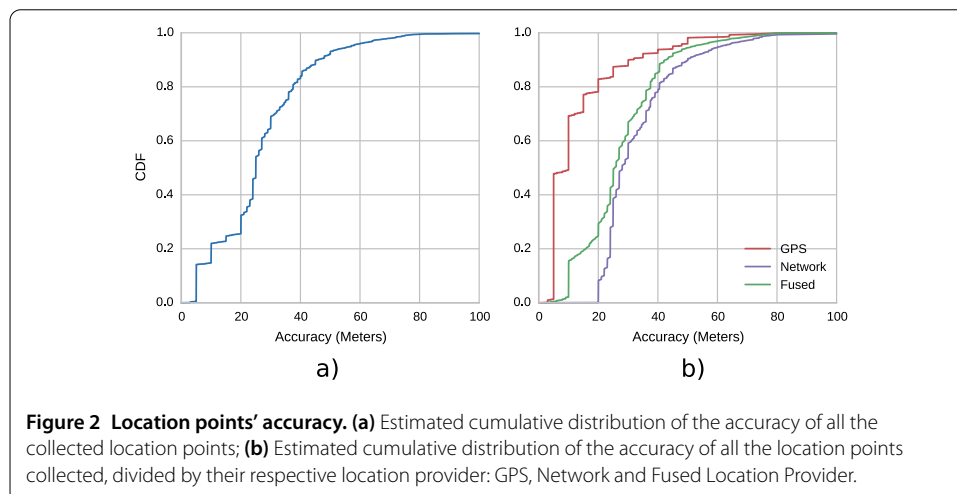 1.0
0.8
0.6
0.4
0.2
0.0
CDF
0 20 40 60 80 100
Accuracy (Meters)
a)
1.0
0.8
0.6
0.4
0.2
0.0
GPS
Network
Fused
0 20 40 60 80 100
Accuracy (Meters)
b)
Figure 2 Location points' accuracy. (a) Estimated cumulative distribution of the accuracy of all the
collected location points; (b) Estimated cumulative distribution of the accuracy of all the location points
collected, divided by their respective location provider: GPS, Network and Fused Location Provider.